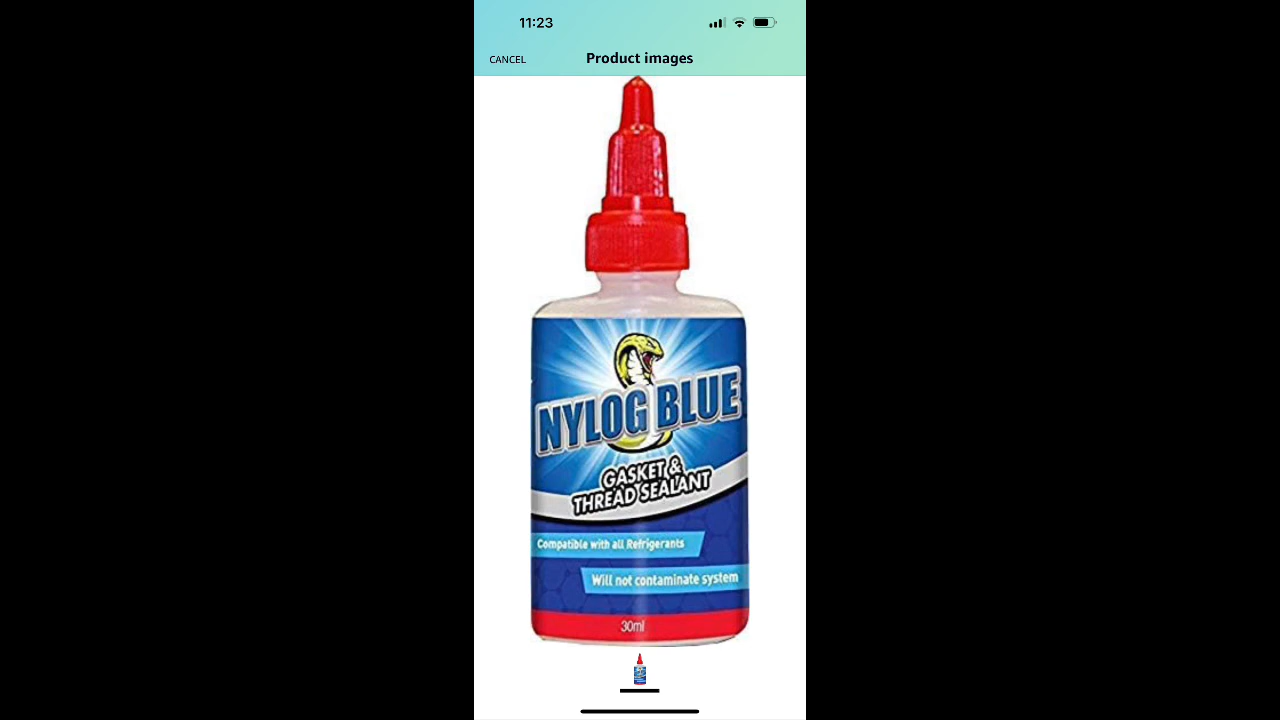 11:23
CANCEL
Product images
NYLOG BLUE
GASKET &
THREAD SEALANT
Compatible with all Refrigerants
Will not contaminate system
30ml